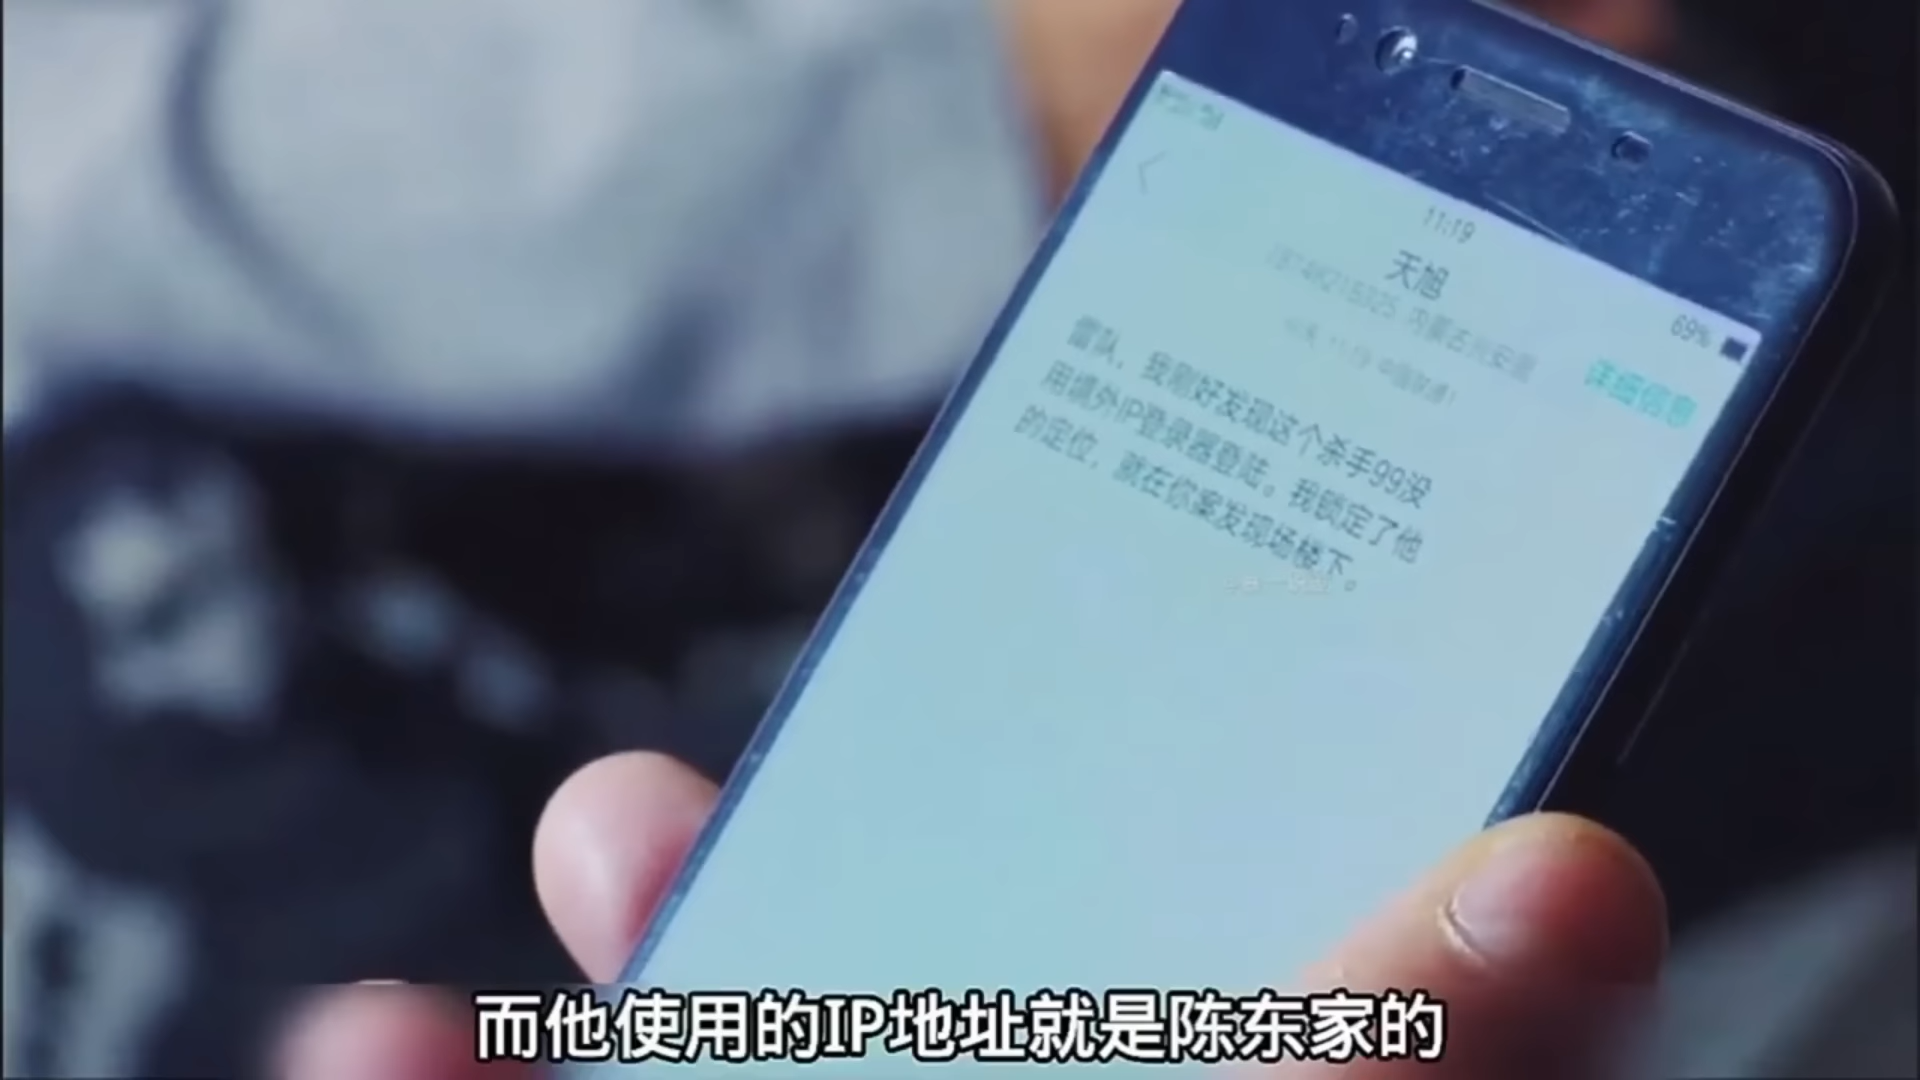 11:19
69%
天旭
详细信息
雷队，我刚好发现这个杀手99没
用境外IP登录器登陆。我锁定了他
的定位，就在你案发现场楼下。
而他使用的IP地址就是陈东家的